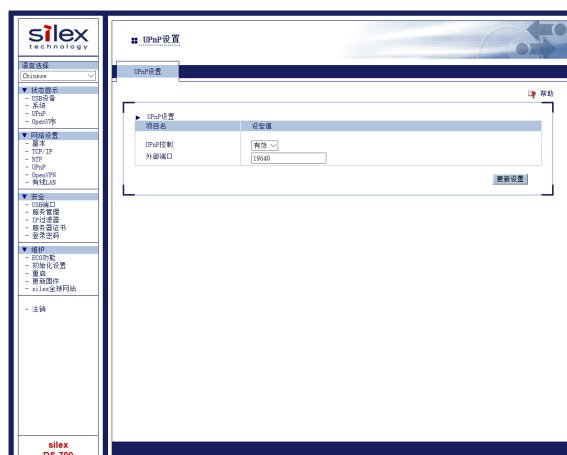 silex
technology
语言选择
Chinese
▼ 状态显示
- USB设备
- 系统
- UPnP
- OpenVPN
▼ 网络设置
- 基本
- TCP/IP
- NTP
- UPnP
- OpenVPN
- 有线LAN
▼ 安全
- USB端口
- 服务管理
- IP过滤器
- 服务器证书
- 登录密码
▼ 维护
- ECO功能
- 初始化设置
- 重启
- 更新固件
- silex全球网站
- 注销
silex
DS-700
UPnP设置
UPnP设置
帮助
▶ UPnP设置
项目名 设定值
UPnP控制 有效
外部端口 19540
更新设置